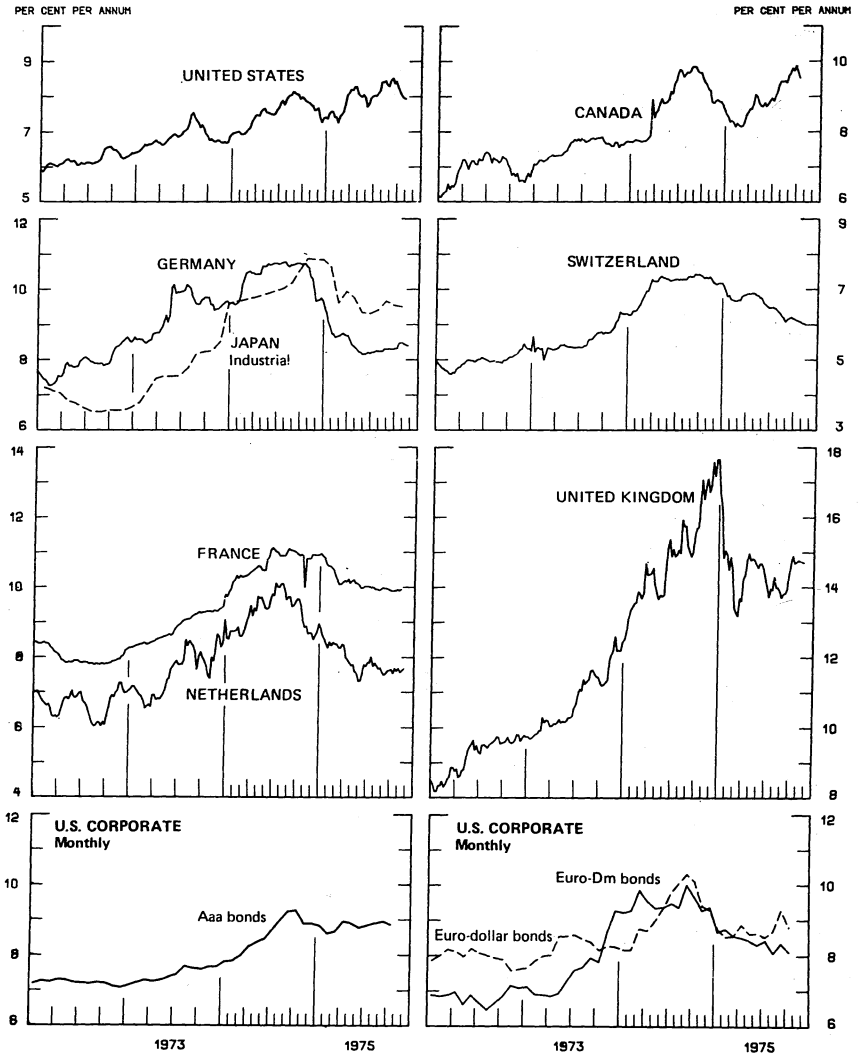 PER CENT PER ANNUM
PER CENT PER ANNUM
9
7
5
UNITED STATES
10
8
6
CANADA
12
10
8
6
GERMANY
JAPAN
Industrial
9
7
5
3
SWITZERLAND
14
12
10
8
6
4
FRANCE
NETHERLANDS
18
16
14
12
10
8
UNITED KINGDOM
12
10
8
6
U.S. CORPORATE
Monthly
Aaa bonds
1973
1975
12
10
8
6
U.S. CORPORATE
Monthly
Euro-Dm bonds
Euro-dollar bonds
1973
1975